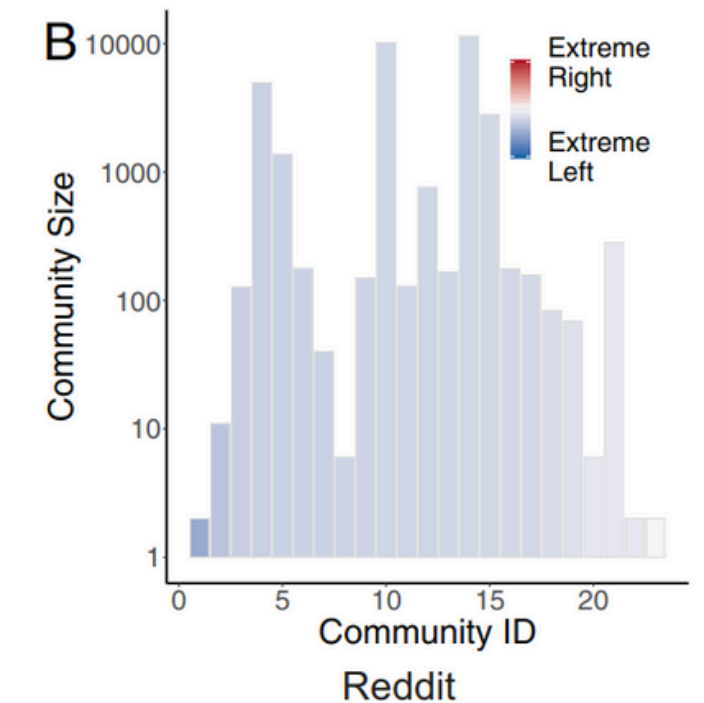 B
10000
1000
100
10
1
Community Size
Extreme
Right
Extreme
Left
0 5 10 15 20
Community ID
Reddit